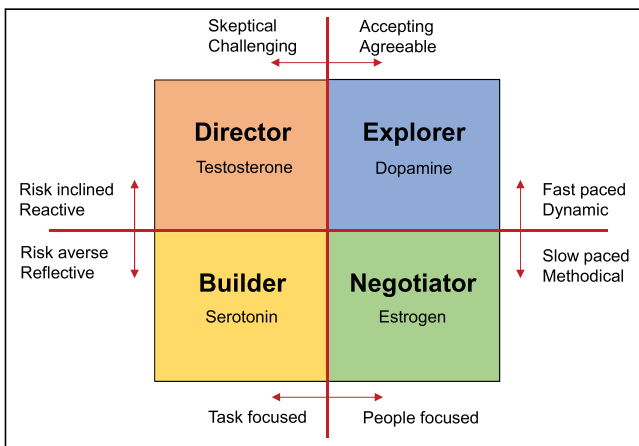 Skeptical
Challenging
Accepting
Agreeable
Director
Testosterone
Explorer
Dopamine
Risk inclined
Reactive
Fast paced
Dynamic
Risk averse
Reflective
Slow paced
Methodical
Builder
Serotonin
Negotiator
Estrogen
Task focused
People focused